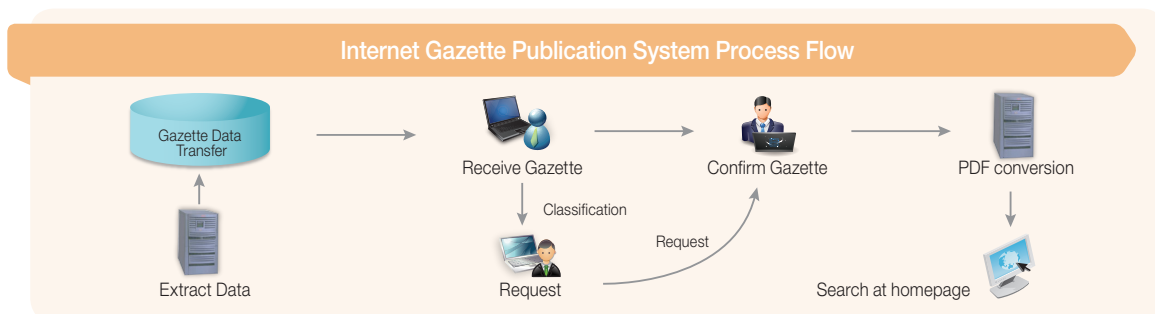 Internet Gazette Publication System Process Flow
Gazette Data
Transfer
Receive Gazette
Confirm Gazette
PDF conversion
Classification
Request
Extract Data
Request
Search at homepage